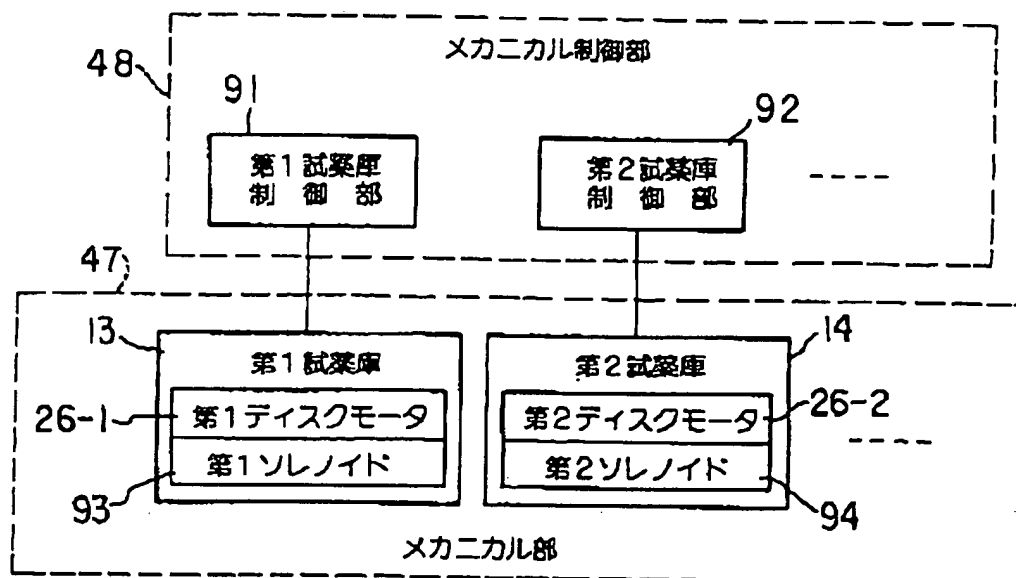 メカニカル制御部
48
91
92
第1試薬庫
制御部
第2試薬庫
制御部
47
13
14
第1試薬庫
第2試薬庫
26-1
第1ディスクモータ
第2ディスクモータ
26-2
第1ソレノイド
第2ソレノイド
93
94
メカニカル部